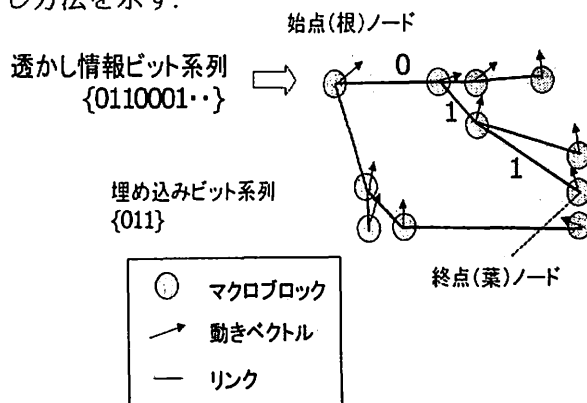 し方法を示す.
始点(根)ノード
透かし情報ビット系列
{0110001··}
0
1
1
埋め込みビット系列
{011}
終点(葉)ノード
マクロブロック
動きベクトル
リンク